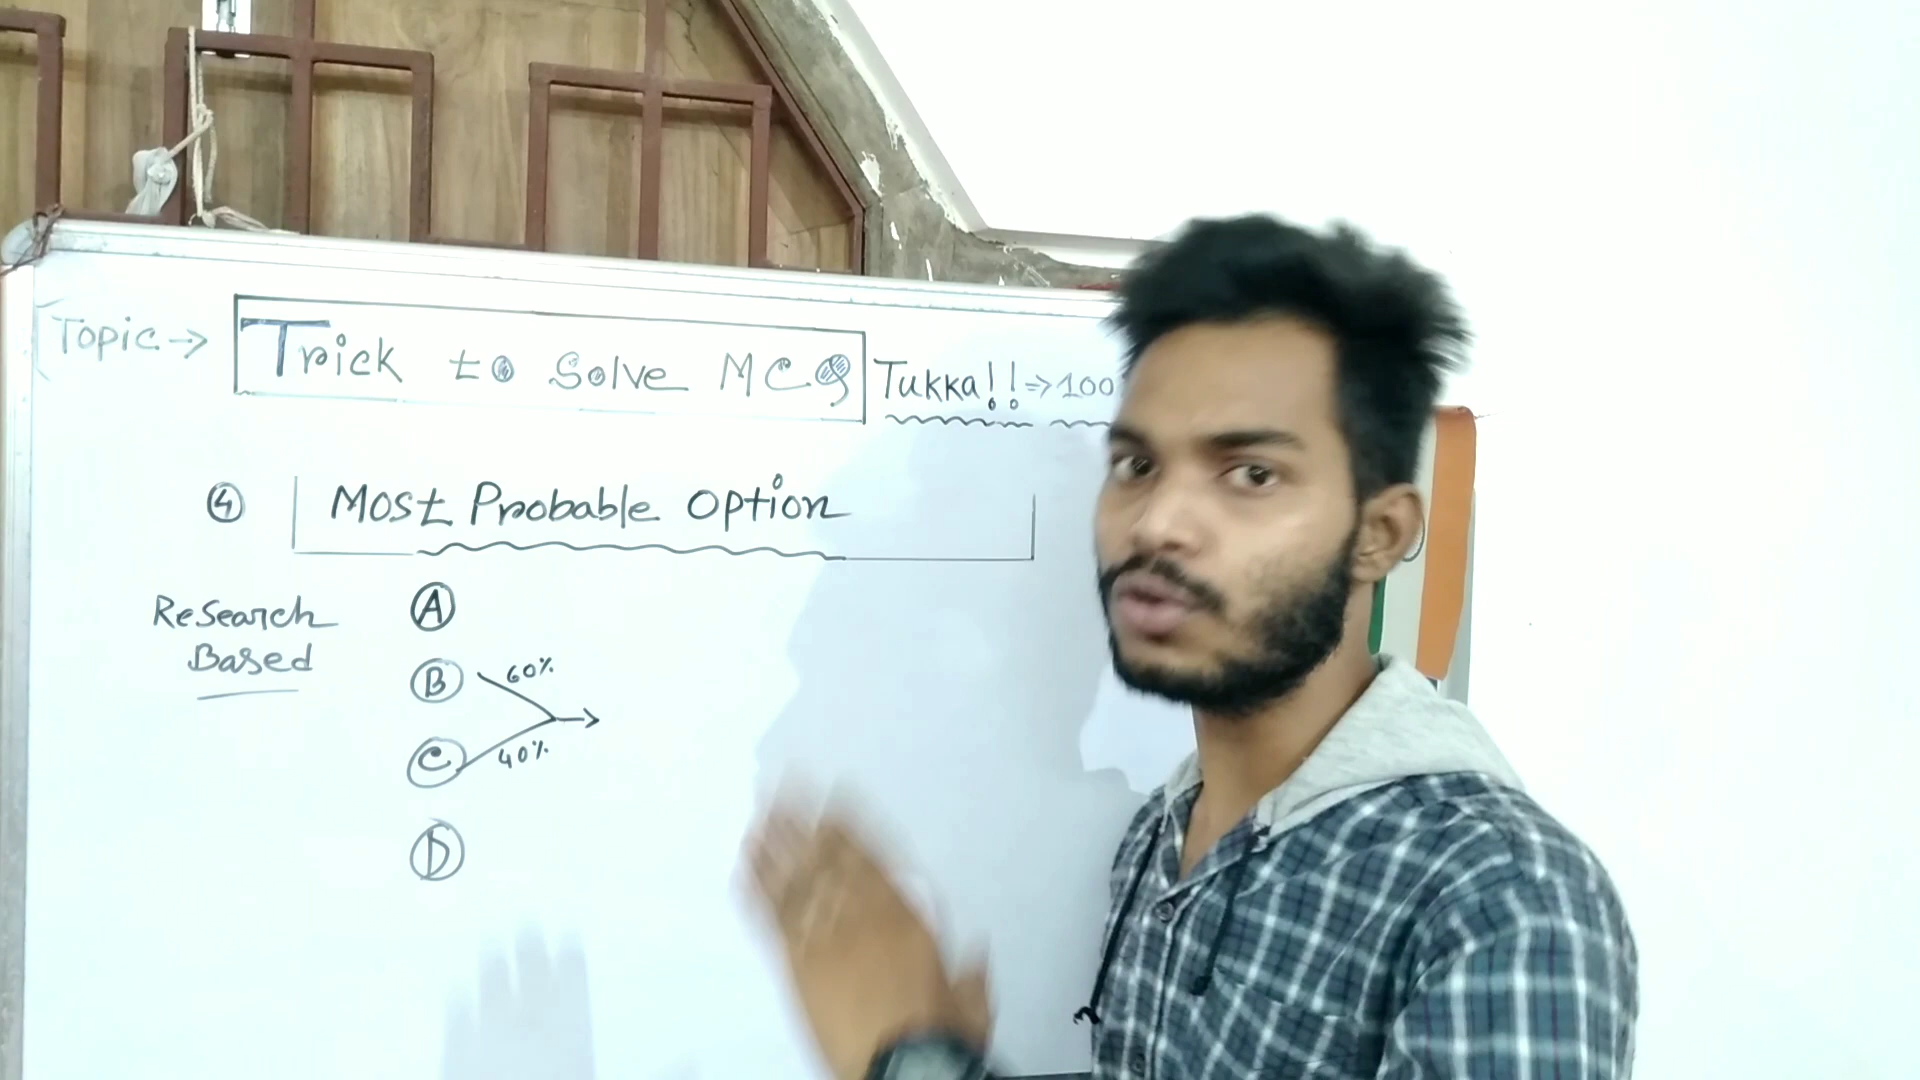 Topic → Trick to Solve MCQ Tukka!! ⇒ 100
④ Most Probable Option
Research
Based
Ⓐ
Ⓑ 60%
Ⓒ 40%
Ⓓ